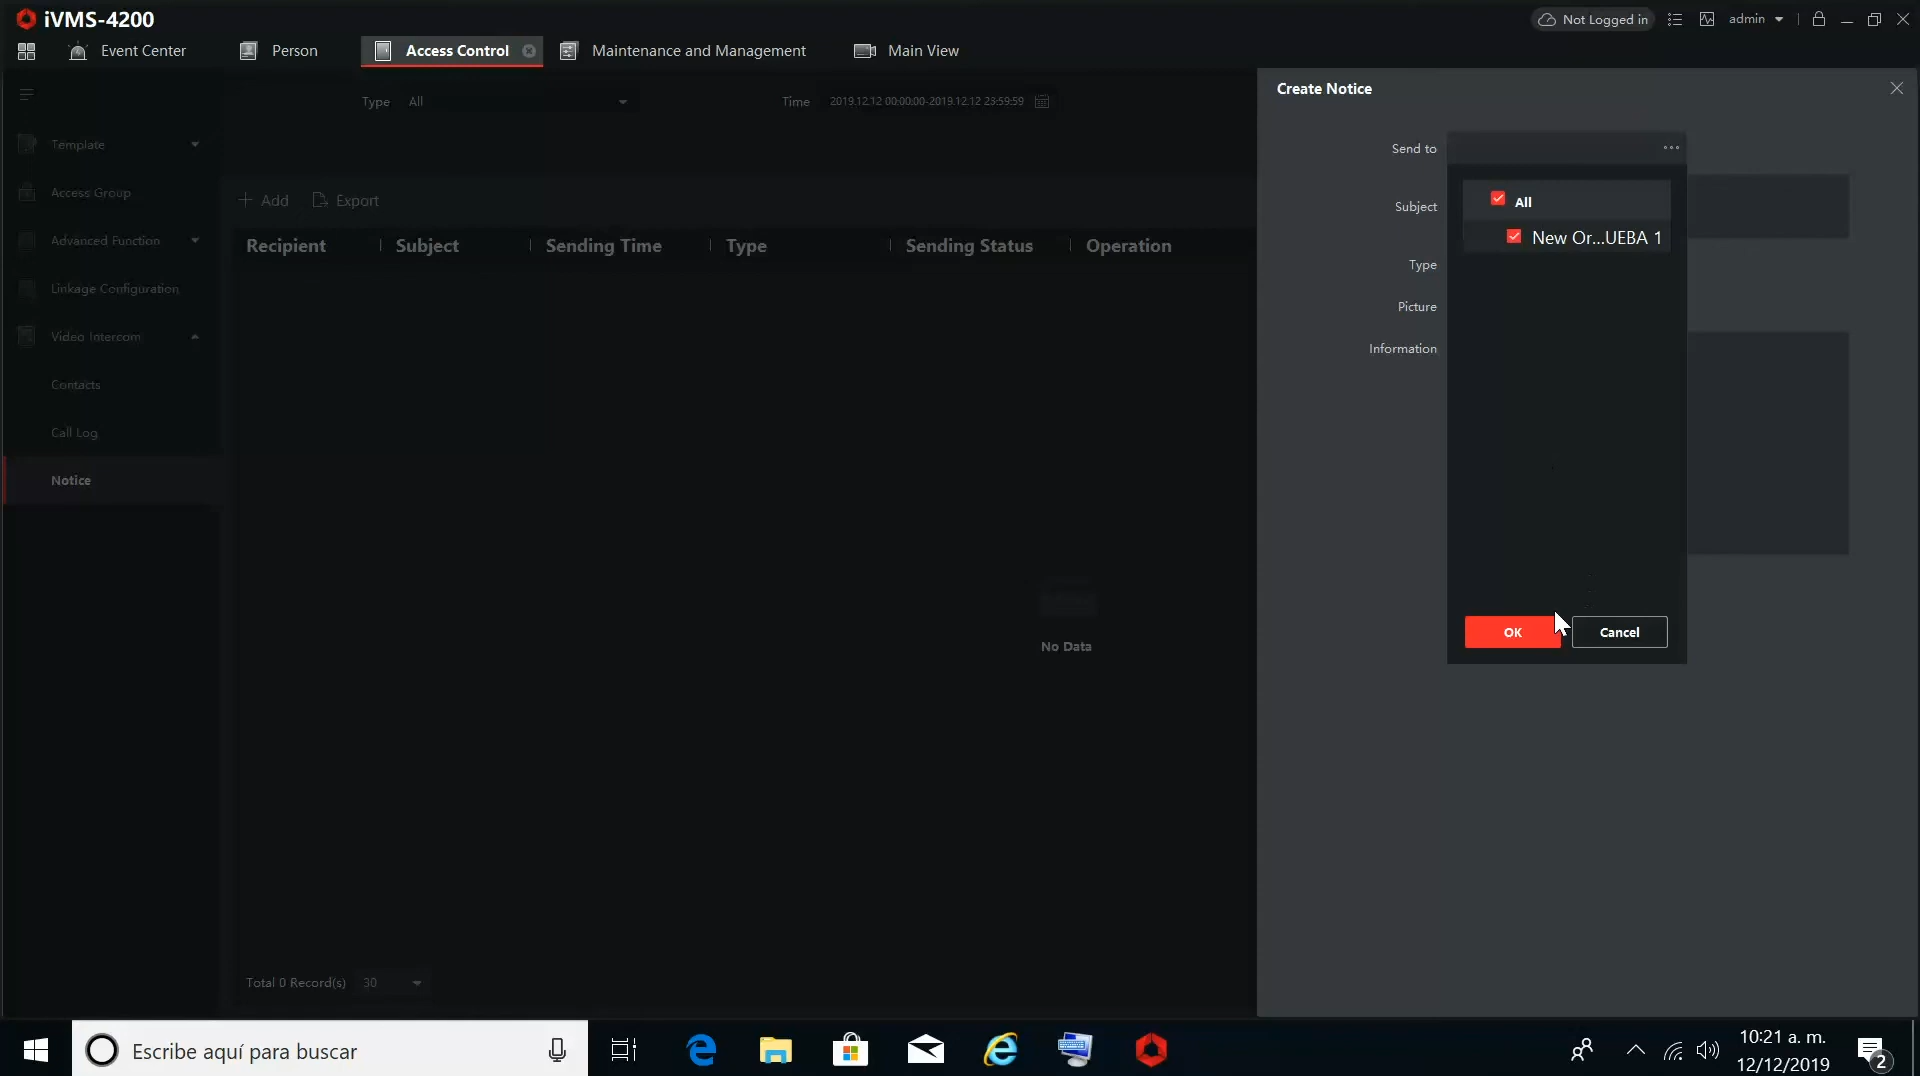 iVMS-4200
Not Logged in
admin
Event Center
Person
Access Control
Maintenance and Management
Main View
Template
Access Group
Advanced Function
Linkage Configuration
Video Intercom
Contacts
Call Log
Notice
Type All
Time 2019.12.12 00:00:00-2019.12.12 23:59:59
Add
Export
Recipient
Subject
Sending Time
Type
Sending Status
Operation
No Data
Total 0 Record(s) 30
Create Notice
Send to
...
All
New Or...UEBA 1
Subject
Type
Picture
Information
OK
Cancel
Escribe aquí para buscar
10:21 a. m.
12/12/2019
2